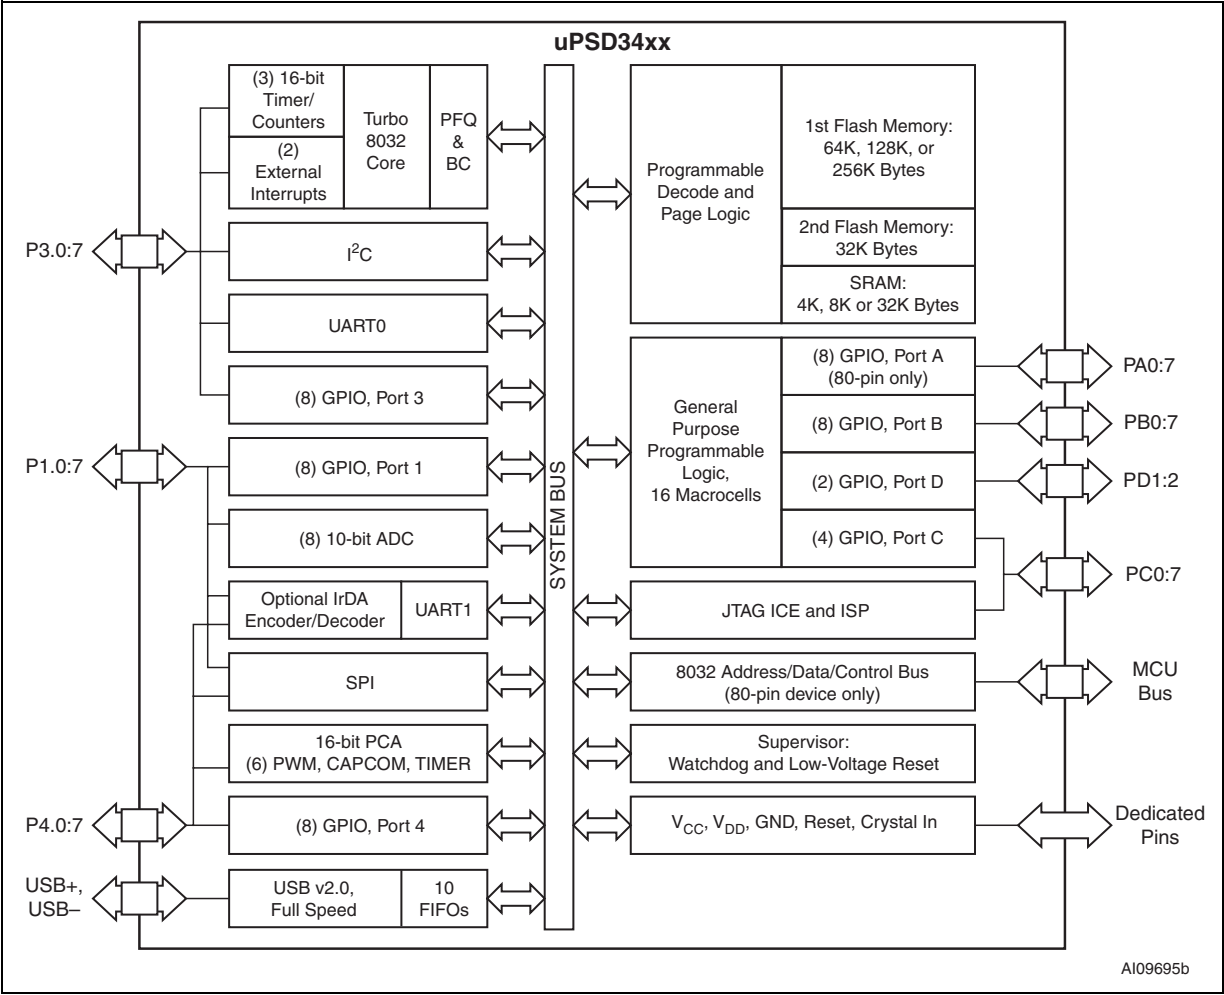 uPSD34xx
(3) 16-bit
Timer/
Counters
(2)
External
Interrupts
Turbo
8032
Core
PFQ
&
BC
P3.0:7
I2C
UART0
(8) GPIO, Port 3
P1.0:7
(8) GPIO, Port 1
(8) 10-bit ADC
Optional IrDA
Encoder/Decoder
UART1
SPI
16-bit PCA
(6) PWM, CAPCOM, TIMER
P4.0:7
(8) GPIO, Port 4
USB+,
USB–
USB v2.0,
Full Speed
10
FIFOs
SYSTEM BUS
Programmable
Decode and
Page Logic
1st Flash Memory:
64K, 128K, or
256K Bytes
2nd Flash Memory:
32K Bytes
SRAM:
4K, 8K or 32K Bytes
General
Purpose
Programmable
Logic,
16 Macrocells
(8) GPIO, Port A
(80-pin only)
PA0:7
(8) GPIO, Port B
PB0:7
(2) GPIO, Port D
PD1:2
(4) GPIO, Port C
PC0:7
JTAG ICE and ISP
8032 Address/Data/Control Bus
(80-pin device only)
MCU
Bus
Supervisor:
Watchdog and Low-Voltage Reset
VCC, VDD, GND, Reset, Crystal In
Dedicated
Pins
AI09695b